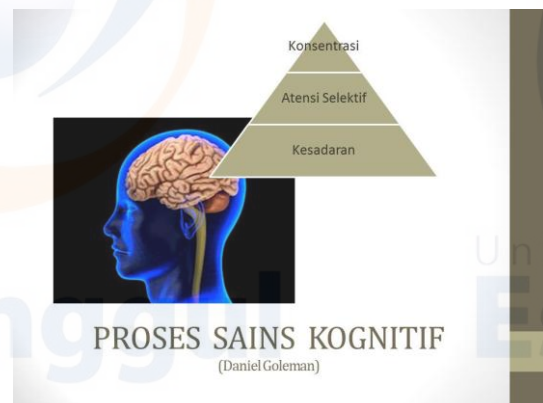 Konsentrasi
Atensi Selektif
Kesadaran
PROSES SAINS KOGNITIF
(Daniel Goleman)